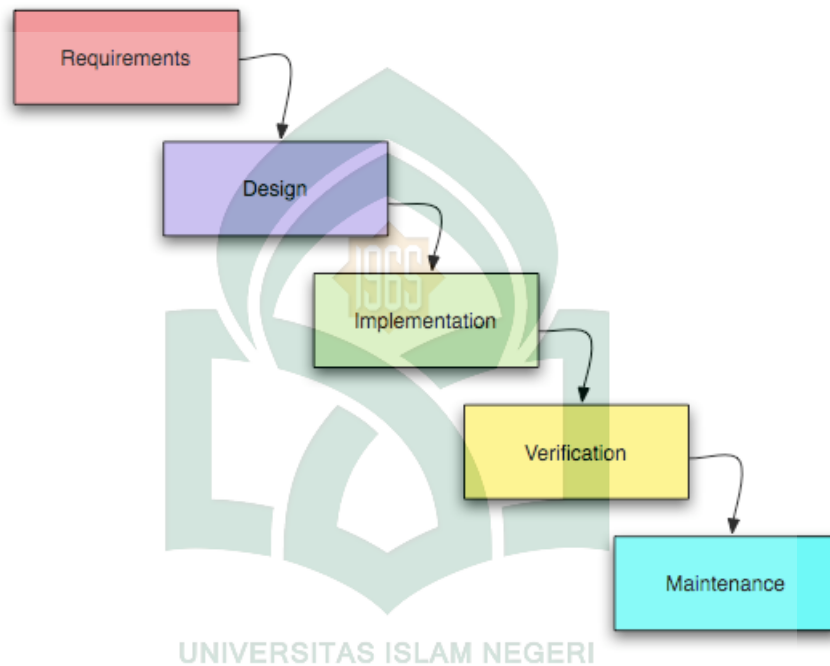 Requirements
Design
1965
Implementation
Verification
Maintenance
UNIVERSITAS ISLAM NEGERI